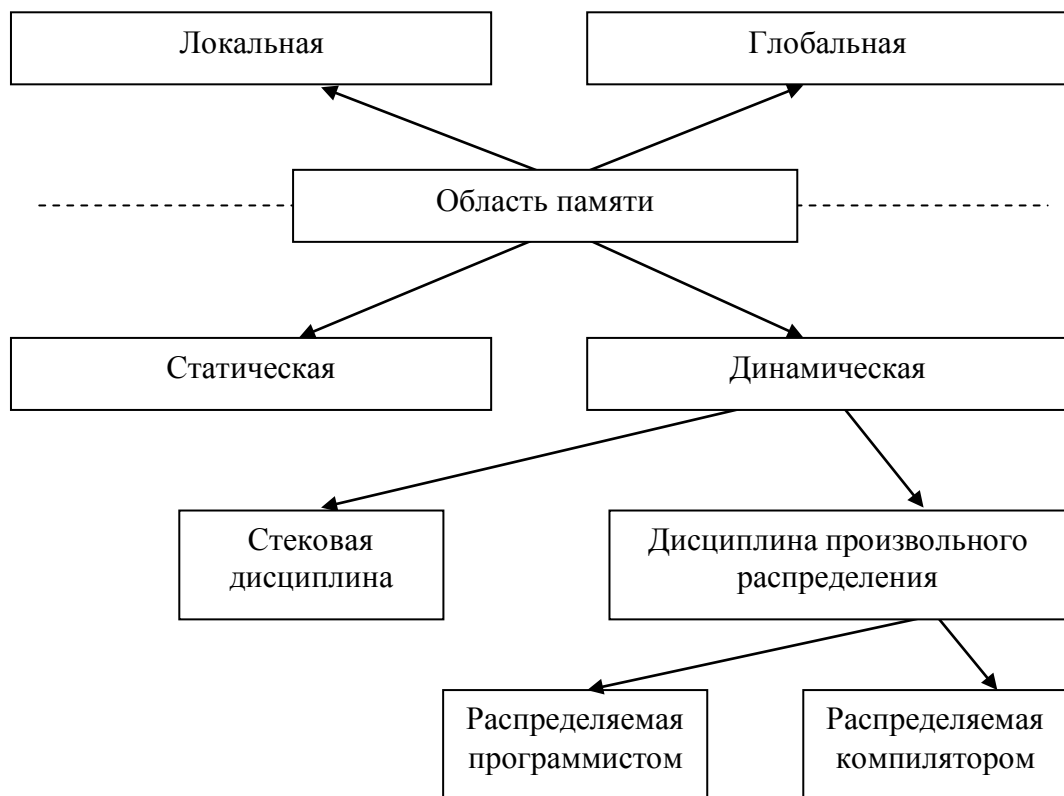 Локальная
Глобальная
Область памяти
Статическая
Динамическая
Стековая
дисциплина
Дисциплина произвольного
распределения
Распределяемая
программистом
Распределяемая
компилятором